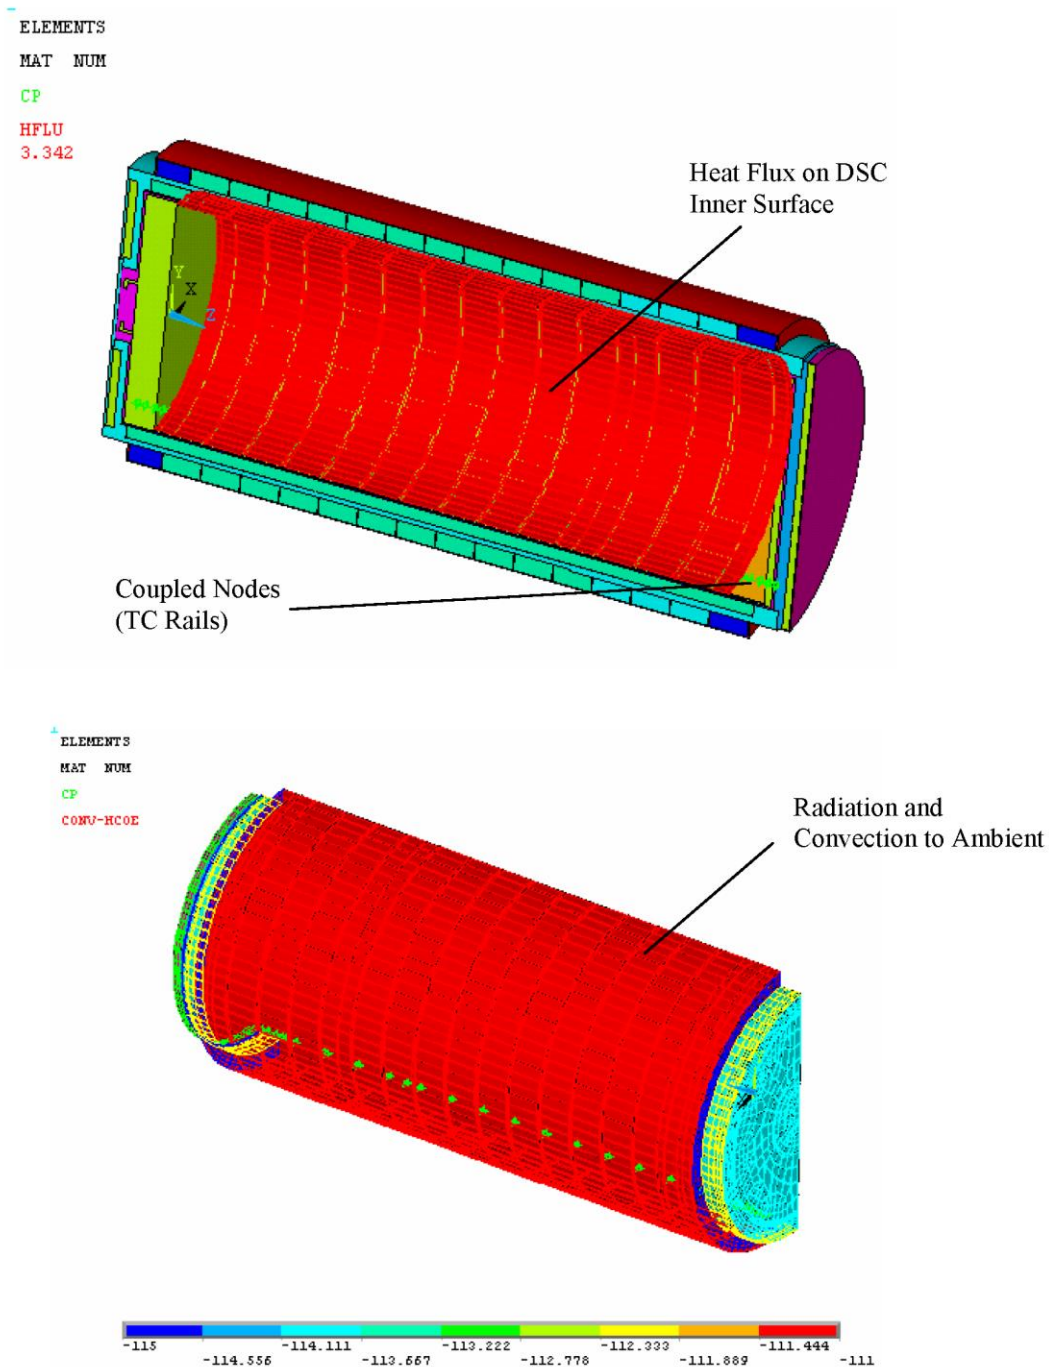 ELEMENTS
MAT NUM
CP
HFLU
3.342
Heat Flux on DSC
Inner Surface
Y
X
Z
Coupled Nodes
(TC Rails)
ELEMENTS
MAT NUM
CP
CONV-HCOE
Radiation and
Convection to Ambient
-115 -114.111 -113.222 -112.333 -111.444
-114.556 -113.667 -112.778 -111.889 -111